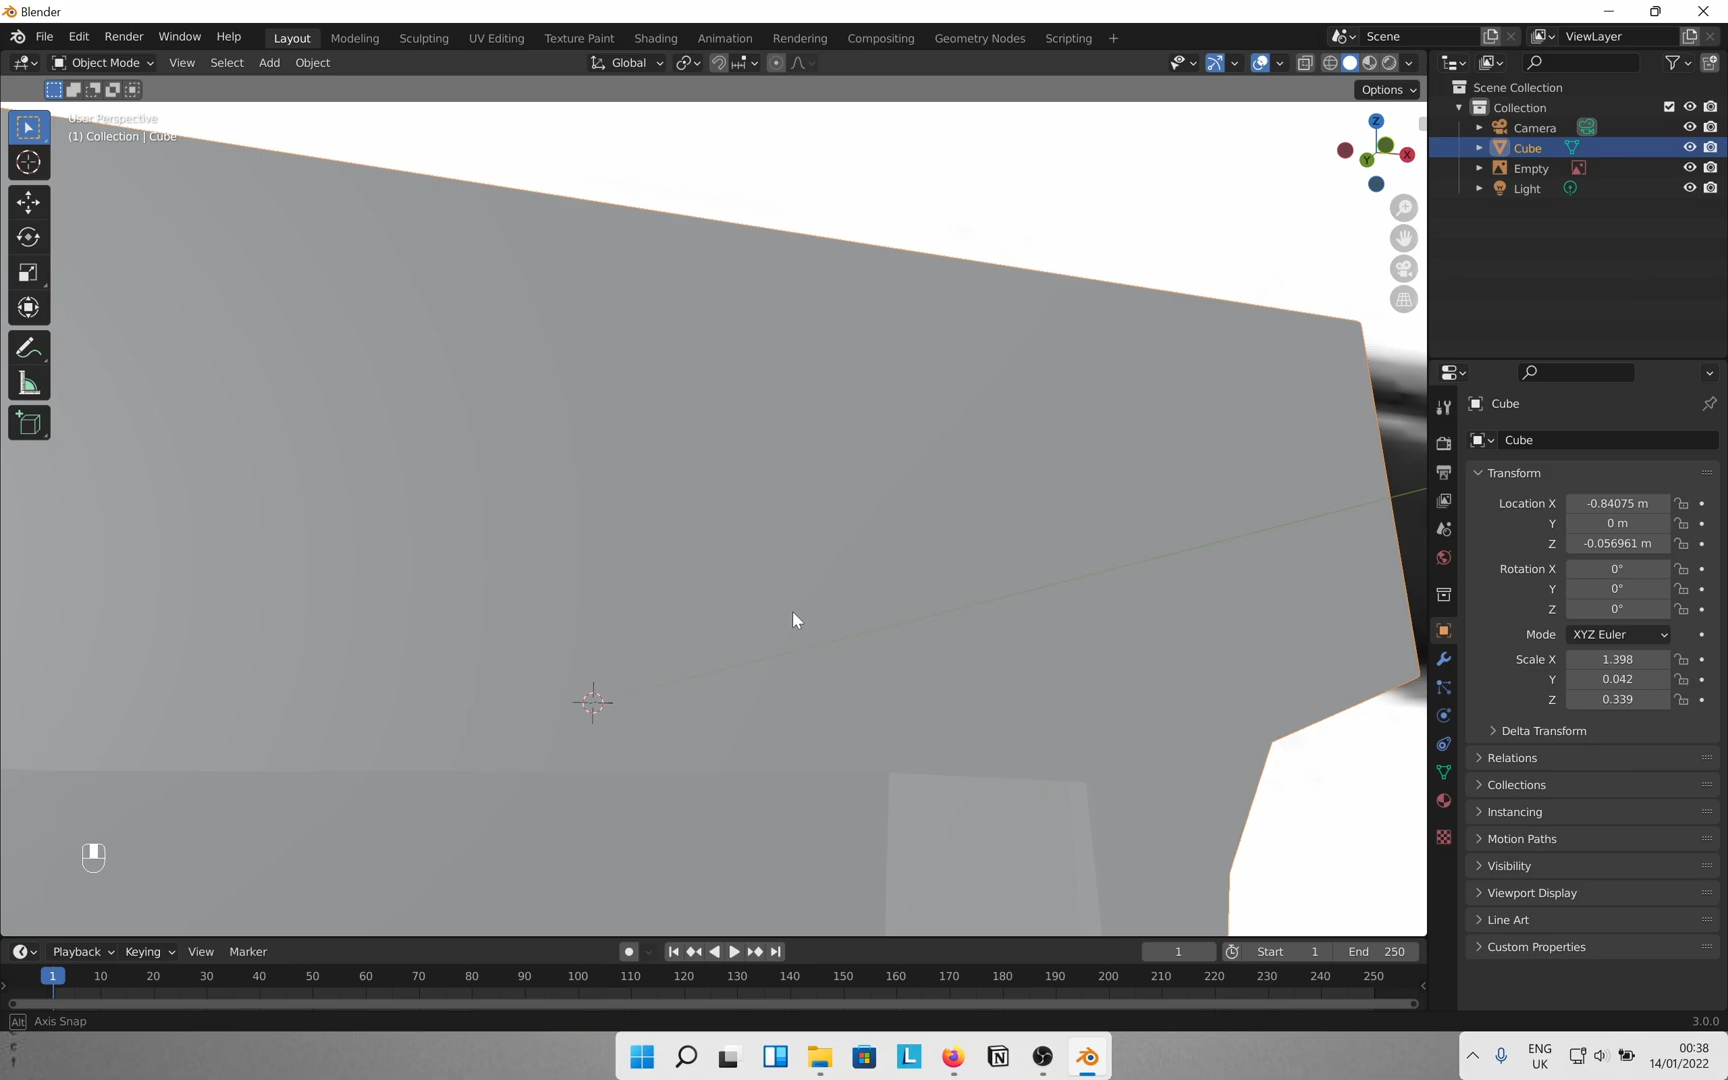 Blender
File Edit Render Window Help Layout Modeling Sculpting UV Editing Texture Paint Shading Animation Rendering Compositing Geometry Nodes Scripting + Scene ViewLayer
Object Mode View Select Add Object Global
Options
User Perspective
(1) Collection | Cube
Z
X
Y
Scene Collection
Collection
Camera
Cube
Empty
Light
Cube
Cube
Transform
Location X -0.84075 m
Y 0 m
Z -0.056961 m
Rotation X 0°
Y 0°
Z 0°
Mode XYZ Euler
Scale X 1.398
Y 0.042
Z 0.339
Delta Transform
Relations
Collections
Instancing
Motion Paths
Visibility
Viewport Display
Line Art
Custom Properties
Playback Keying View Marker 1 Start 1 End 250
1 10 20 30 40 50 60 70 80 90 100 110 120 130 140 150 160 170 180 190 200 210 220 230 240 250
Alt Axis Snap 3.0.0
ENG
UK
00:38
14/01/2022